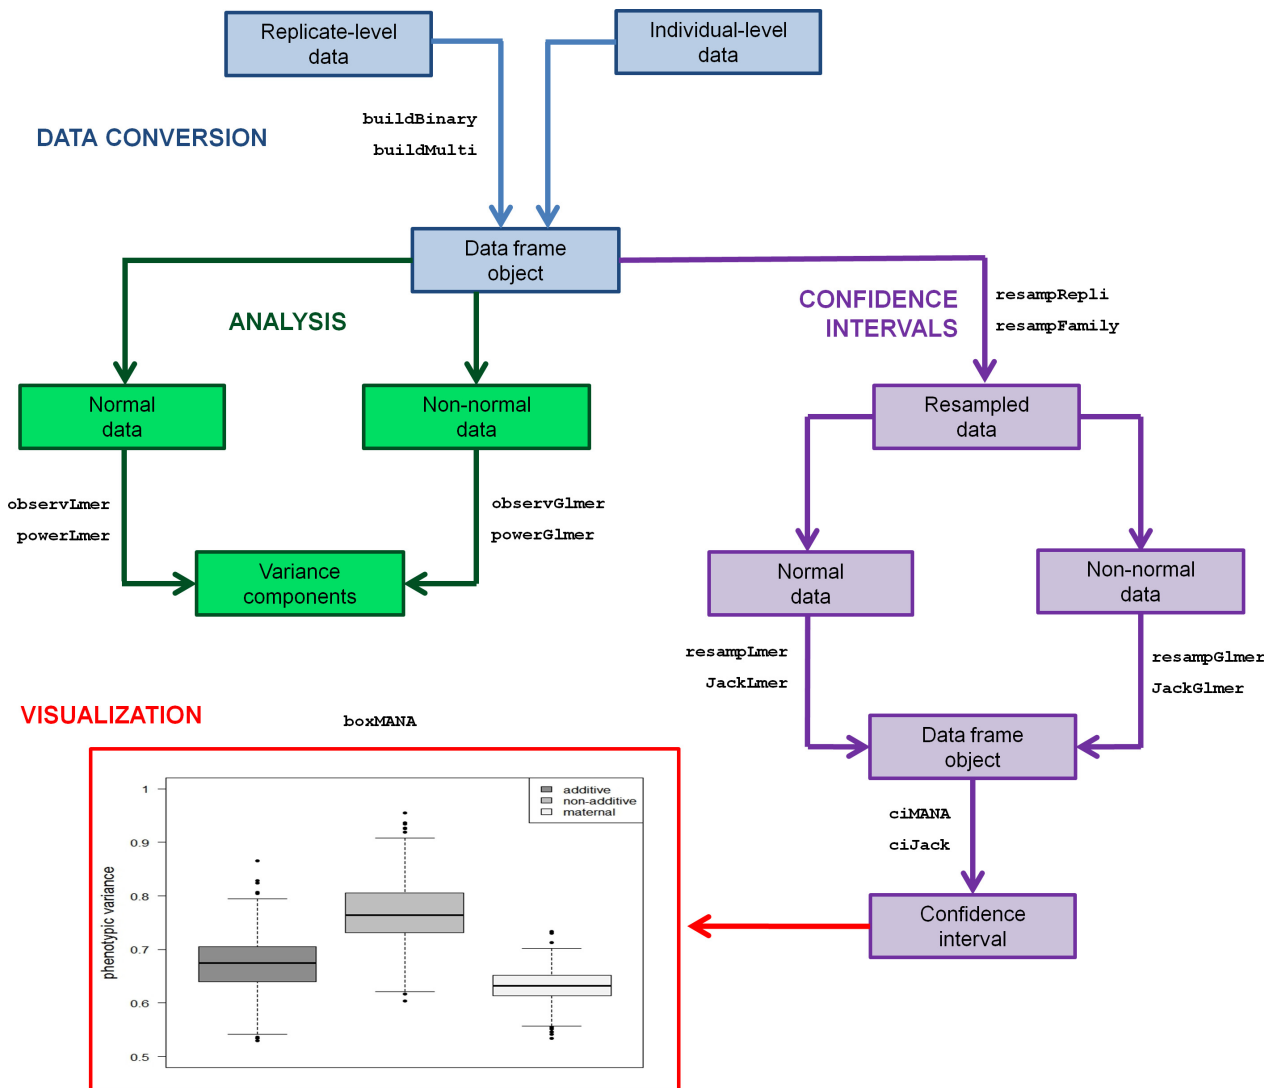 Replicate-level
data
Individual-level
data
DATA CONVERSION
buildBinary
buildMulti
Data frame
object
ANALYSIS
CONFIDENCE
INTERVALS
resampRepli
resampFamily
Normal
data
Non-normal
data
Resampled
data
observLmer
powerLmer
observGlmer
powerGlmer
Variance
components
Normal
data
Non-normal
data
resampLmer
JackLmer
resampGlmer
JackGlmer
Data frame
object
ciMANA
ciJack
Confidence
interval
VISUALIZATION
boxMANA
additive
non-additive
maternal
phenotypic variance
1
0.9
0.8
0.7
0.6
0.5